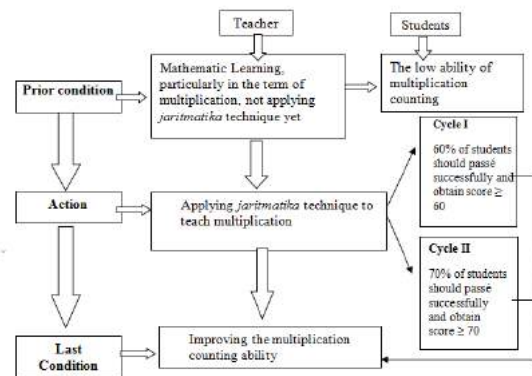 Teacher
Students
Mathematic Learning,
particularly in the term of
multiplication, not applying
jaritmatika technique yet
The low ability of
multiplication
counting
Prior condition
Cycle I
60% of students
should passé
successfully and
obtain score ≥
60
Action
Applying jaritmatika technique to
teach multiplication
Cycle II
70% of students
should passé
successfully
and obtain
score ≥ 70
Last
Condition
Improving the multiplication
counting ability